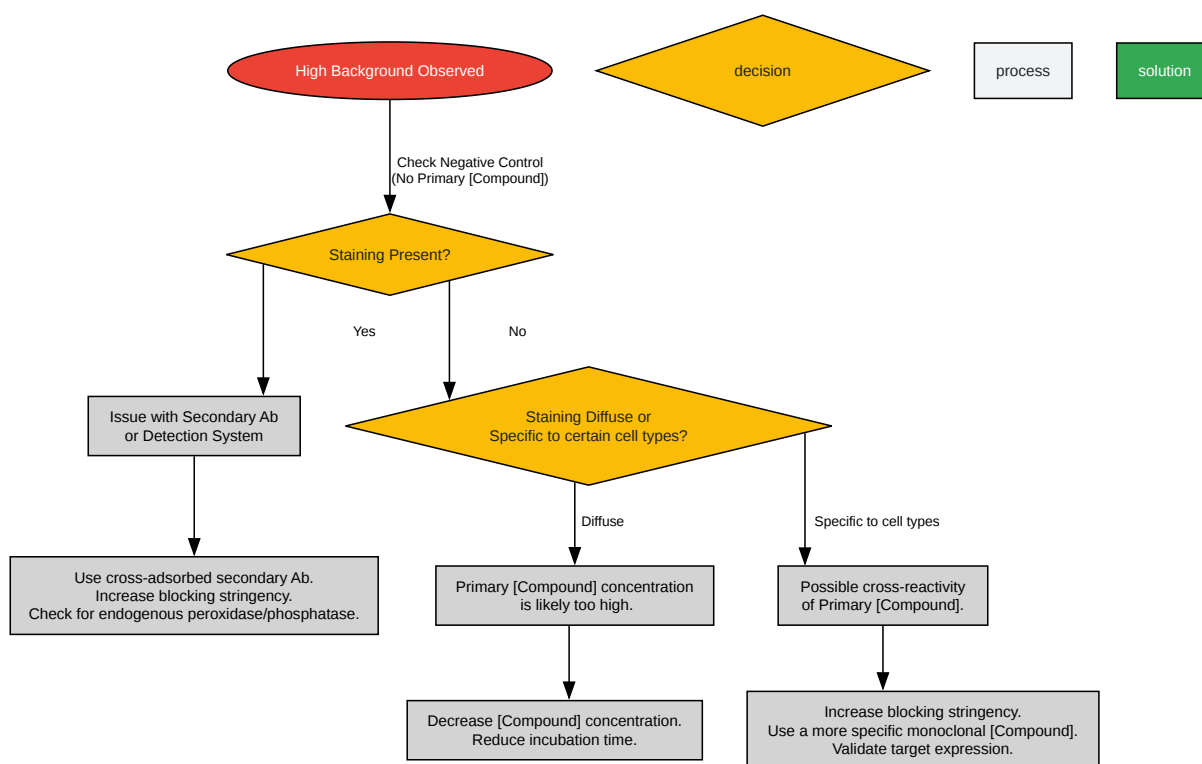 High Background Observed
decision
process
solution
Check Negative Control
(No Primary [Compound])
Staining Present?
Yes
No
Issue with Secondary Ab
or Detection System
Staining Diffuse or
Specific to certain cell types?
Diffuse
Specific to cell types
Use cross-adsorbed secondary Ab.
Increase blocking stringency.
Check for endogenous peroxidase/phosphatase.
Primary [Compound] concentration
is likely too high.
Possible cross-reactivity
of Primary [Compound].
Decrease [Compound] concentration.
Reduce incubation time.
Increase blocking stringency.
Use a more specific monoclonal [Compound].
Validate target expression.